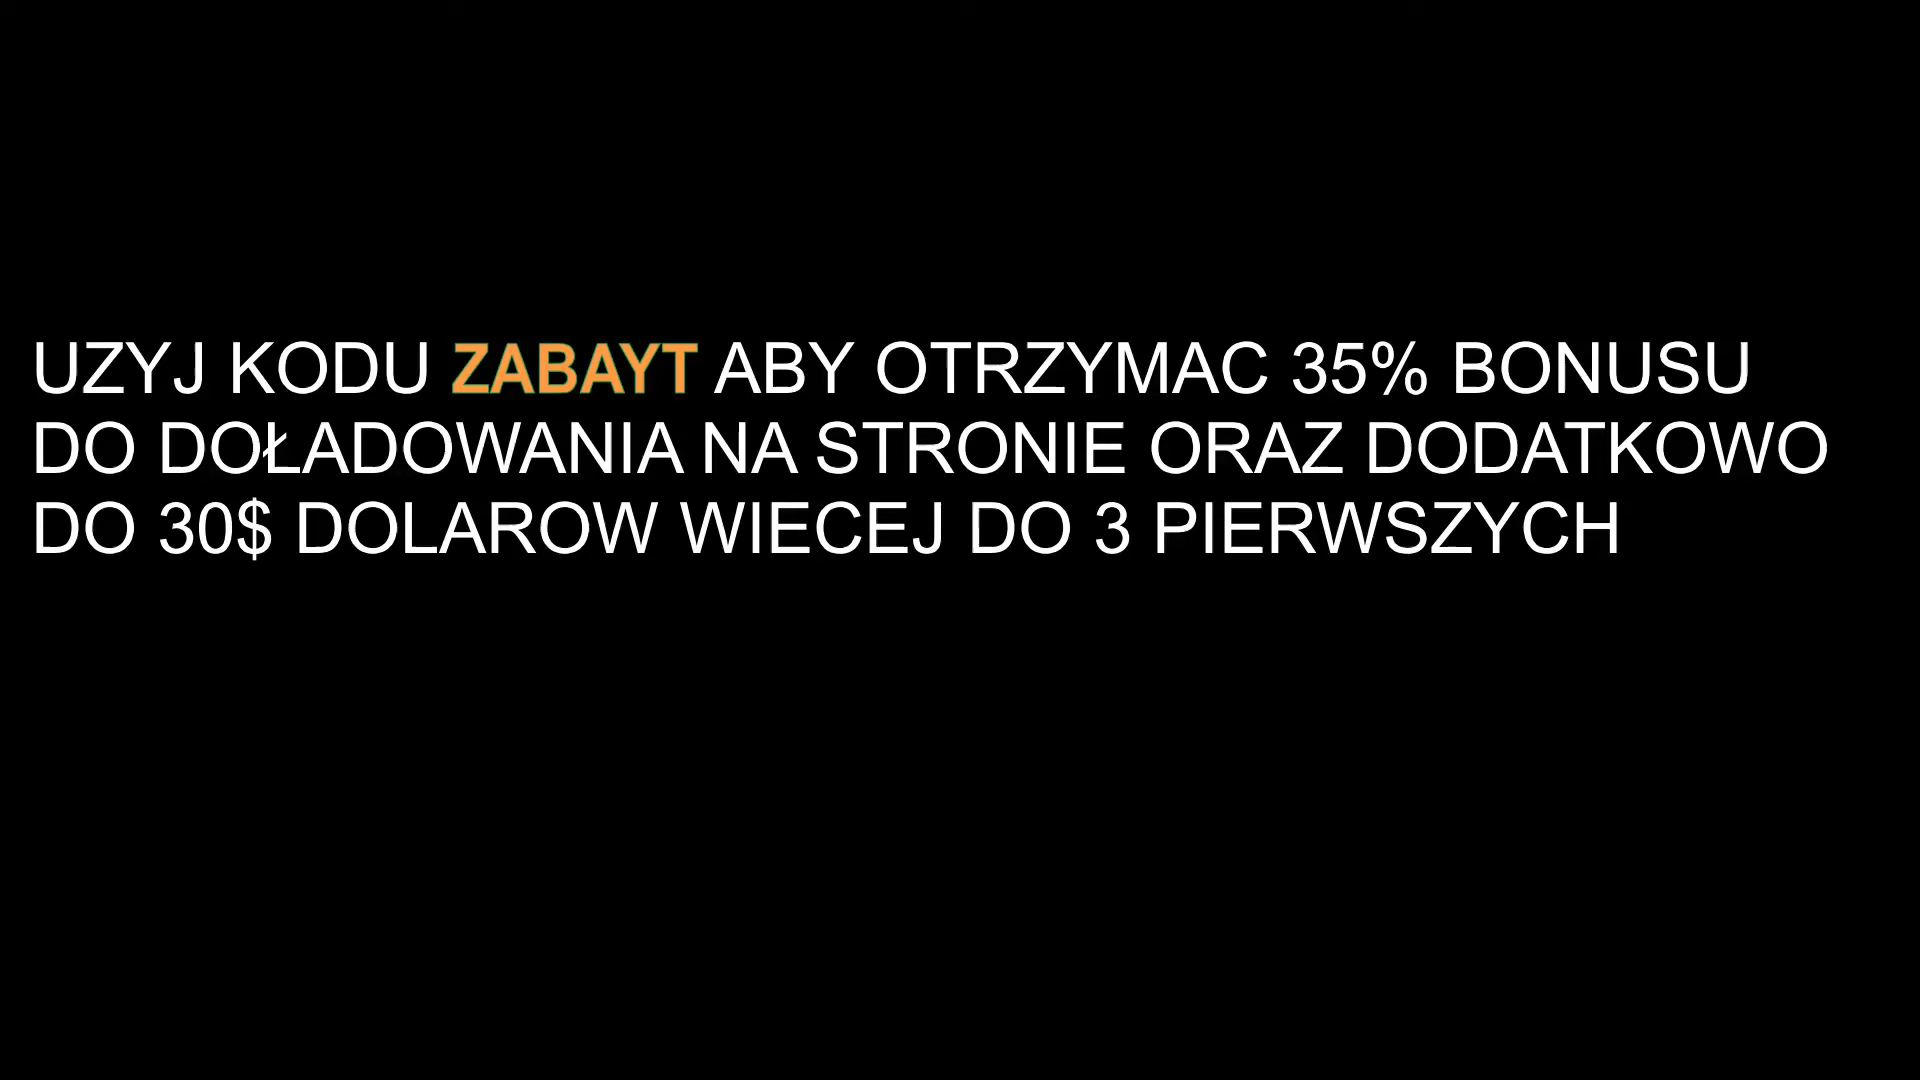 UZYJ KODU ZABAYT ABY OTRZYMAC 35% BONUSU
DO DOŁADOWANIA NA STRONIE ORAZ DODATKOWO
DO 30$ DOLAROW WIECEJ DO 3 PIERWSZYCH